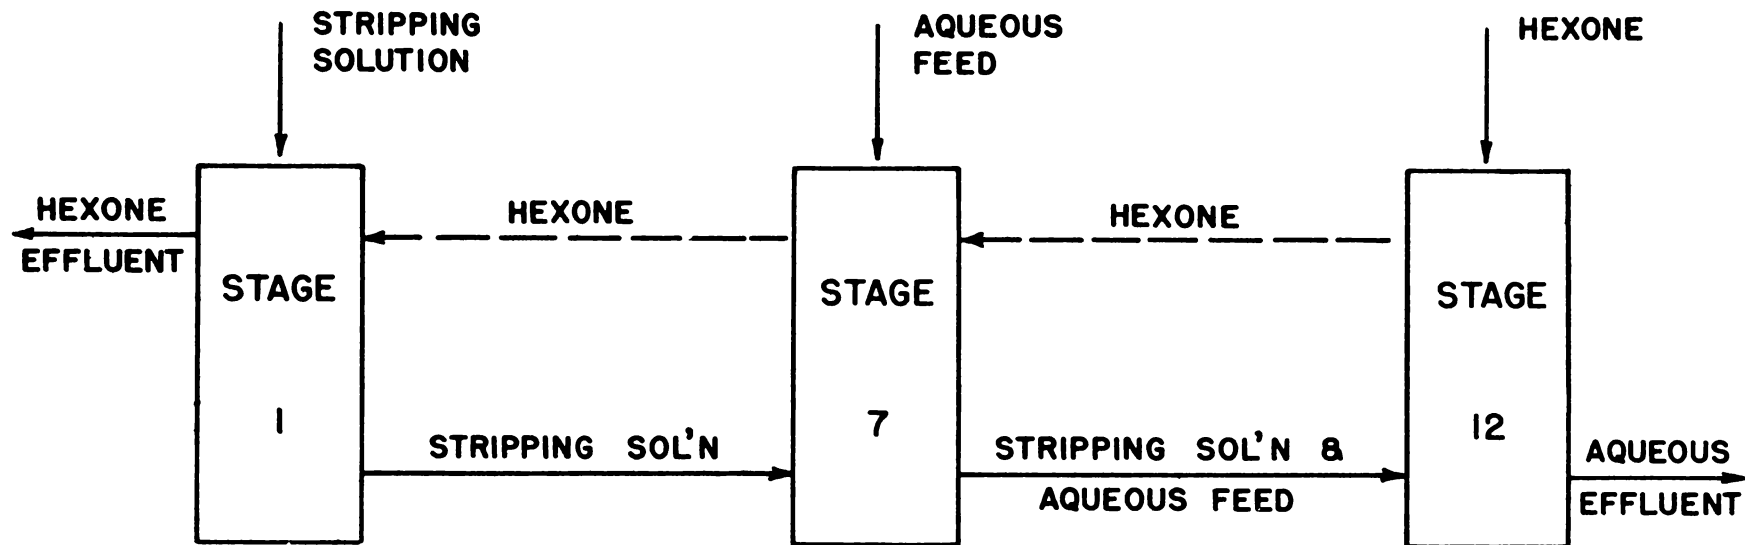 STRIPPING
SOLUTION
AQUEOUS
FEED
HEXONE
HEXONE
EFFLUENT
HEXONE
HEXONE
STAGE
1
STAGE
7
STAGE
12
STRIPPING SOL'N
STRIPPING SOL'N &
AQUEOUS FEED
AQUEOUS
EFFLUENT